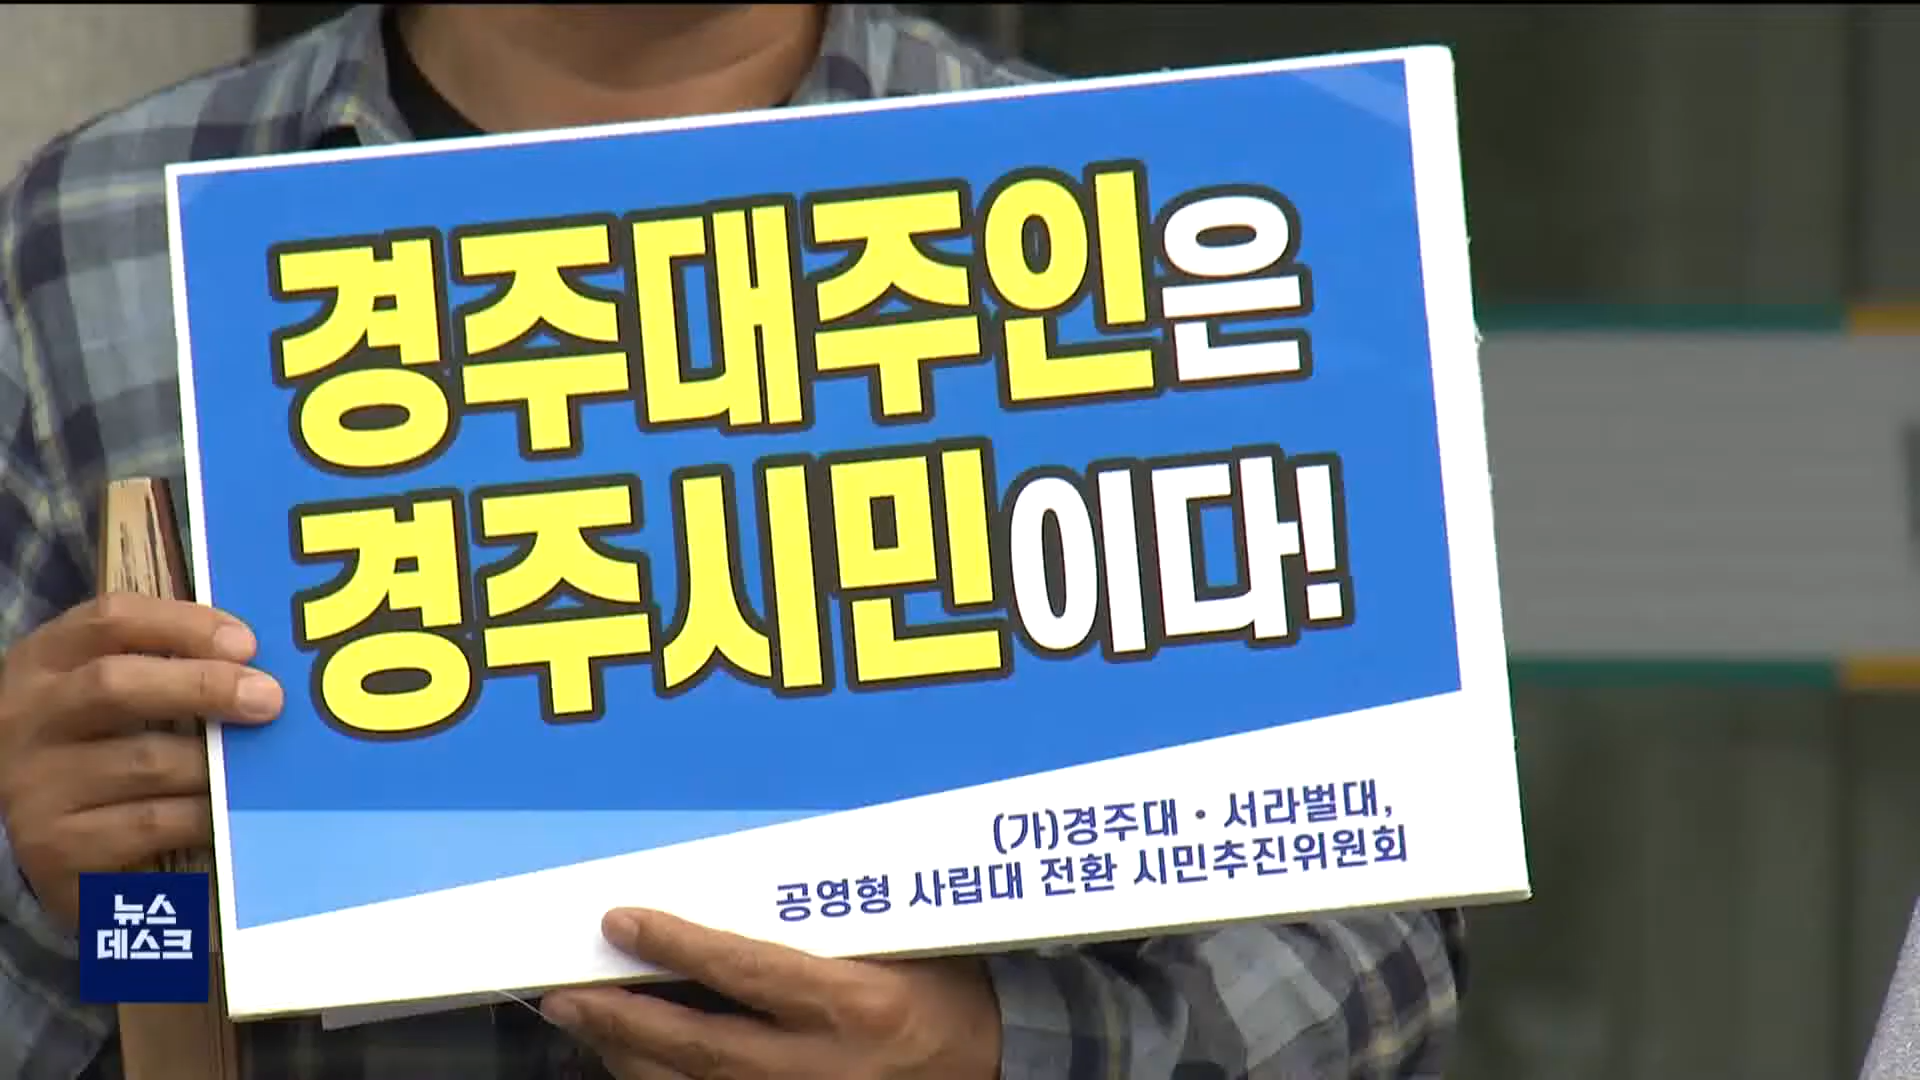 경주대주인은
경주시민이다!
(가)경주대・서라벌대,
공영형 사립대 전환 시민추진위원회
뉴스
데스크